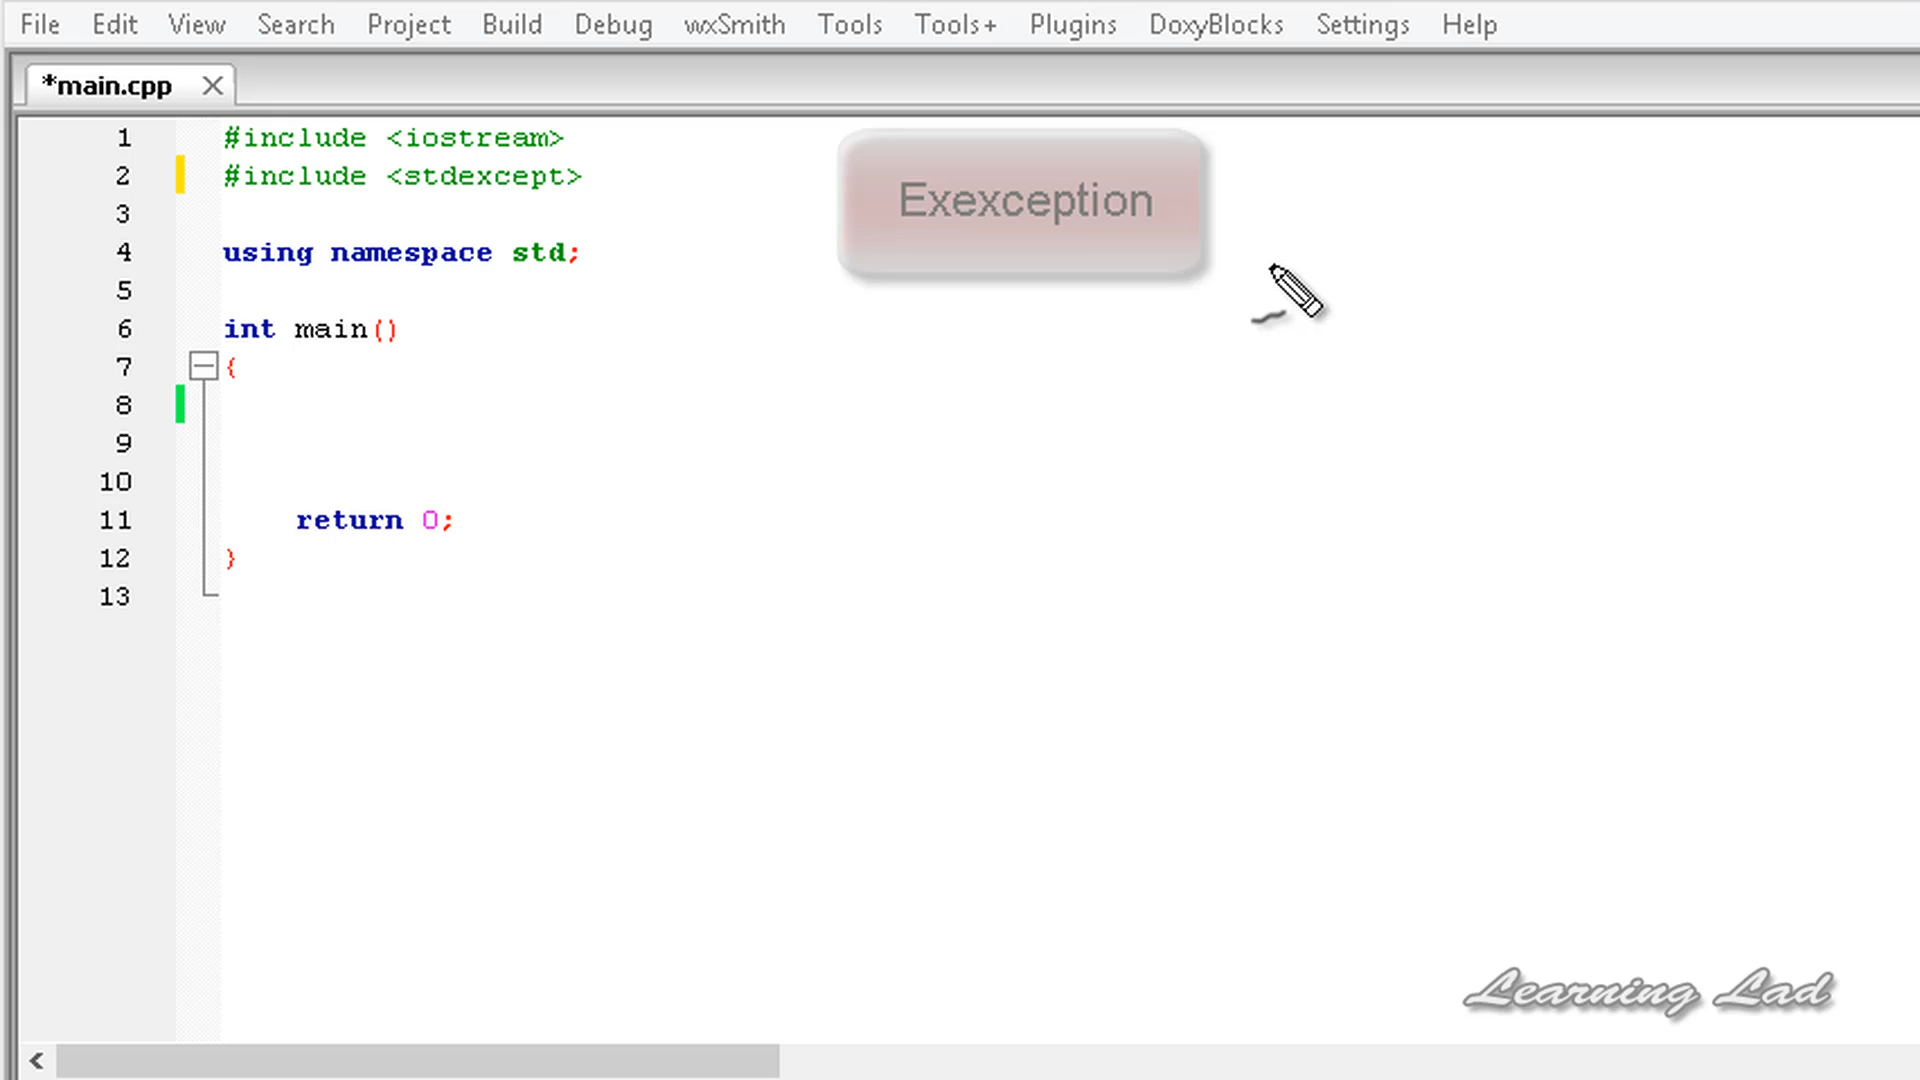 File Edit View Search Project Build Debug wxSmith Tools Tools+ Plugins DoxyBlocks Settings Help
*main.cpp
1 #include <iostream>
2 #include <stdexcept>
3
4 using namespace std;
5
6 int main()
7 {
8
9
10
11 return 0;
12 }
13
Exexception
Learning Lad